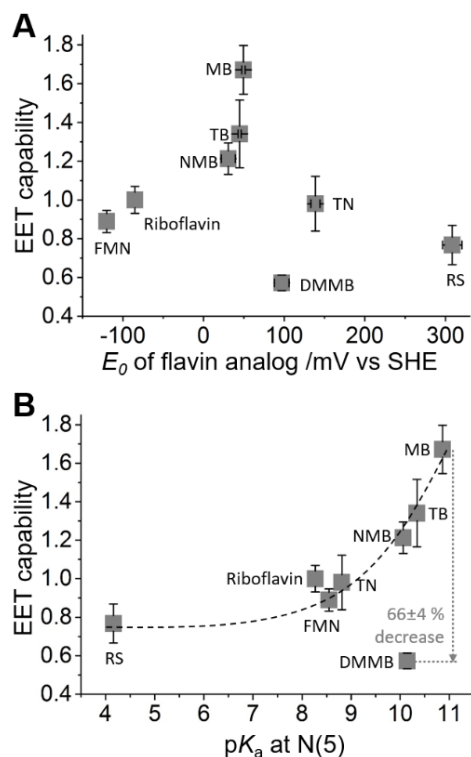 A
EET capability
1.8
1.6
1.4
1.2
1.0
0.8
0.6
0.4
MB
TB
NMB
Riboflavin
FMN
TN
DMMB
RS
-100 0 100 200 300
E0 of flavin analog /mV vs SHE
B
EET capability
1.8
1.6
1.4
1.2
1.0
0.8
0.6
0.4
MB
TB
NMB
Riboflavin
TN
FMN
RS
66±4 %
decrease
DMMB
4 5 6 7 8 9 10 11
pKa at N(5)